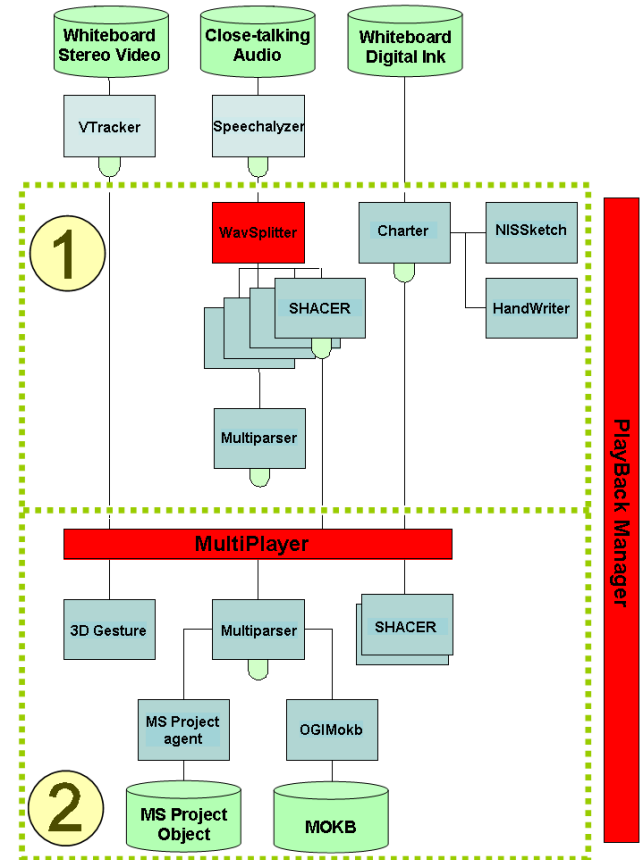 Whiteboard
Stereo Video
Close-talking
Audio
Whiteboard
Digital Ink
VTracker
Speechalyzer
1
WavSplitter
Charter
NISSketch
SHACER
HandWriter
Multiparser
PlayBack Manager
MultiPlayer
3D Gesture
Multiparser
SHACER
MS Project
agent
OGIMokb
2
MS Project
Object
MOKB